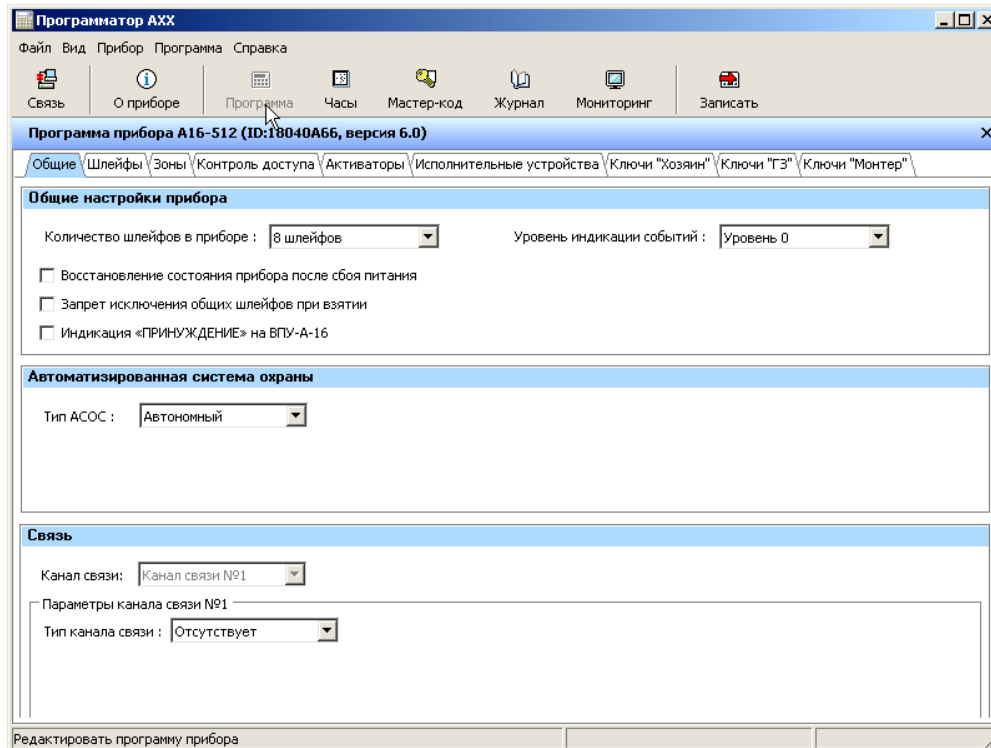 Программатор АХХ
Файл Вид Прибор Программа Справка
Связь О приборе Программа Часы Мастер-код Журнал Мониторинг Записать
Программа прибора А16-512 (ID:18040A66, версия 6.0)
Общие Шлейфы Зоны Контроль доступа Активаторы Исполнительные устройства Ключи "Хозяин" Ключи "ГЗ" Ключи "Монтер"
Общие настройки прибора
Количество шлейфов в приборе : 8 шлейфов Уровень индикации событий : Уровень 0
Восстановление состояния прибора после сбоя питания
Запрет исключения общих шлейфов при взятии
Индикация «ПРИНУЖДЕНИЕ» на ВПУ-А-16
Автоматизированная система охраны
Тип АСОС : Автономный
Связь
Канал связи: Канал связи №1
Параметры канала связи №1
Тип канала связи : Отсутствует
Редактировать программу прибора